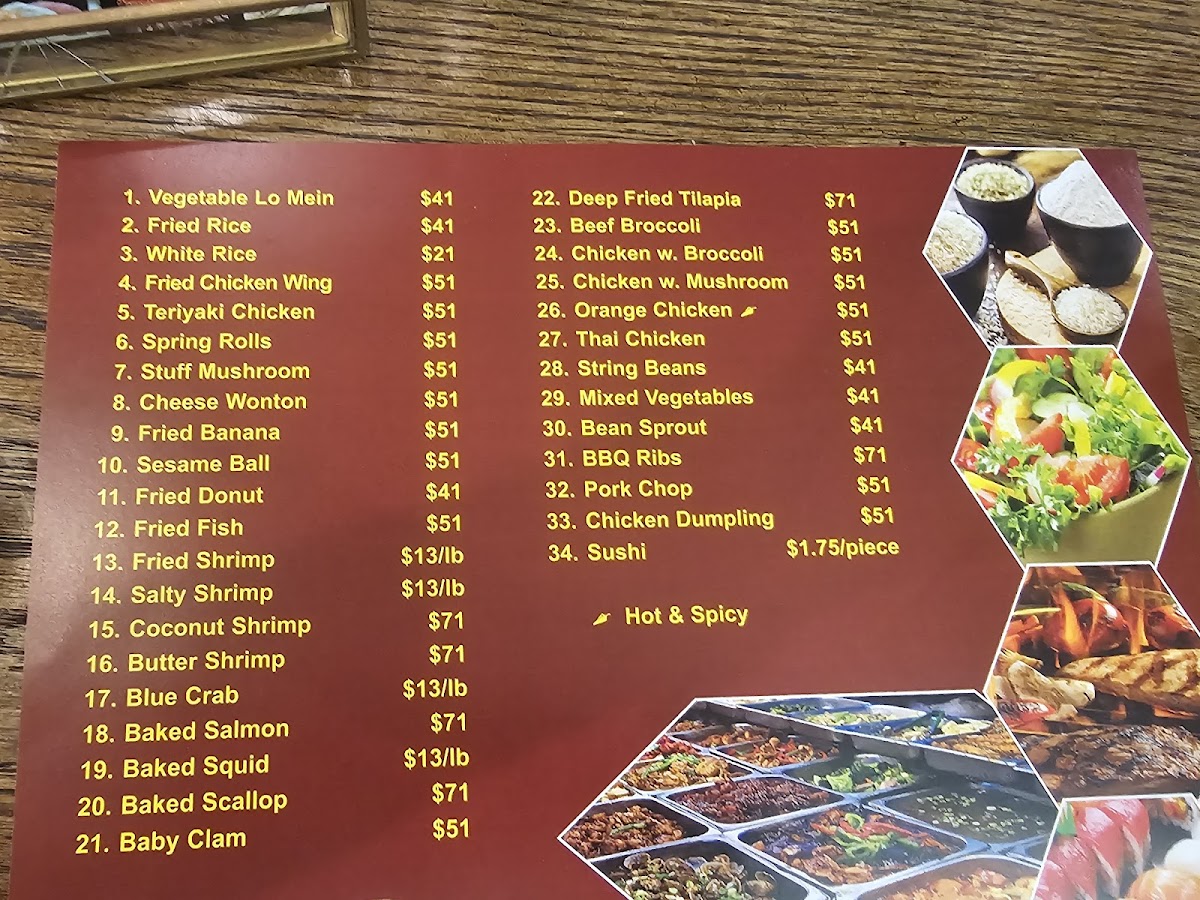 1. Vegetable Lo Mein $41
2. Fried Rice $41
3. White Rice $21
4. Fried Chicken Wing $51
5. Teriyaki Chicken $51
6. Spring Rolls $51
7. Stuff Mushroom $51
8. Cheese Wonton $51
9. Fried Banana $51
10. Sesame Ball $51
11. Fried Donut $41
12. Fried Fish $51
13. Fried Shrimp $13/lb
14. Salty Shrimp $13/lb
15. Coconut Shrimp $71
16. Butter Shrimp $71
17. Blue Crab $13/lb
18. Baked Salmon $71
19. Baked Squid $13/lb
20. Baked Scallop $71
21. Baby Clam $51
22. Deep Fried Tilapia $71
23. Beef Broccoli $51
24. Chicken w. Broccoli $51
25. Chicken w. Mushroom $51
26. Orange Chicken $51
27. Thai Chicken $51
28. String Beans $41
29. Mixed Vegetables $41
30. Bean Sprout $41
31. BBQ Ribs $71
32. Pork Chop $51
33. Chicken Dumpling $51
34. Sushi $1.75/piece
Hot & Spicy